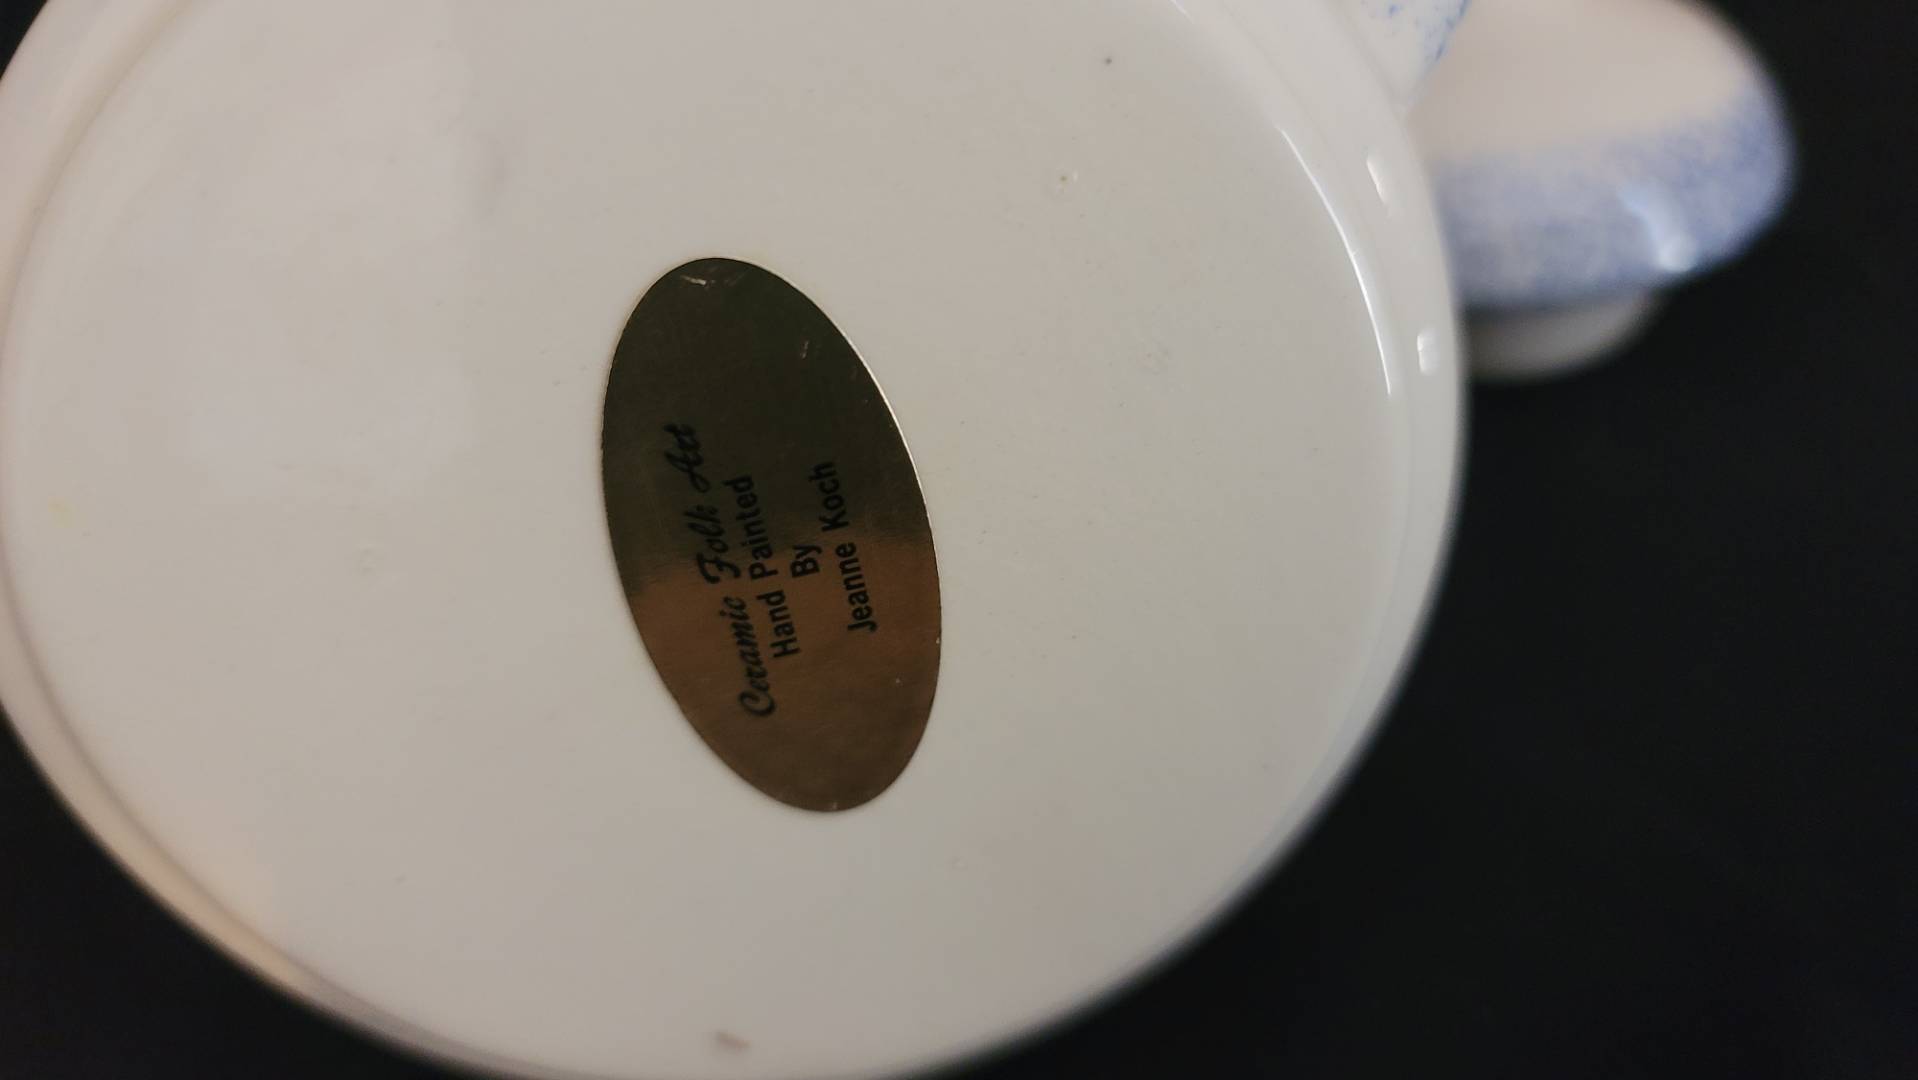 Ceramic Folk Art
Hand Painted
By
Jeanne Koch